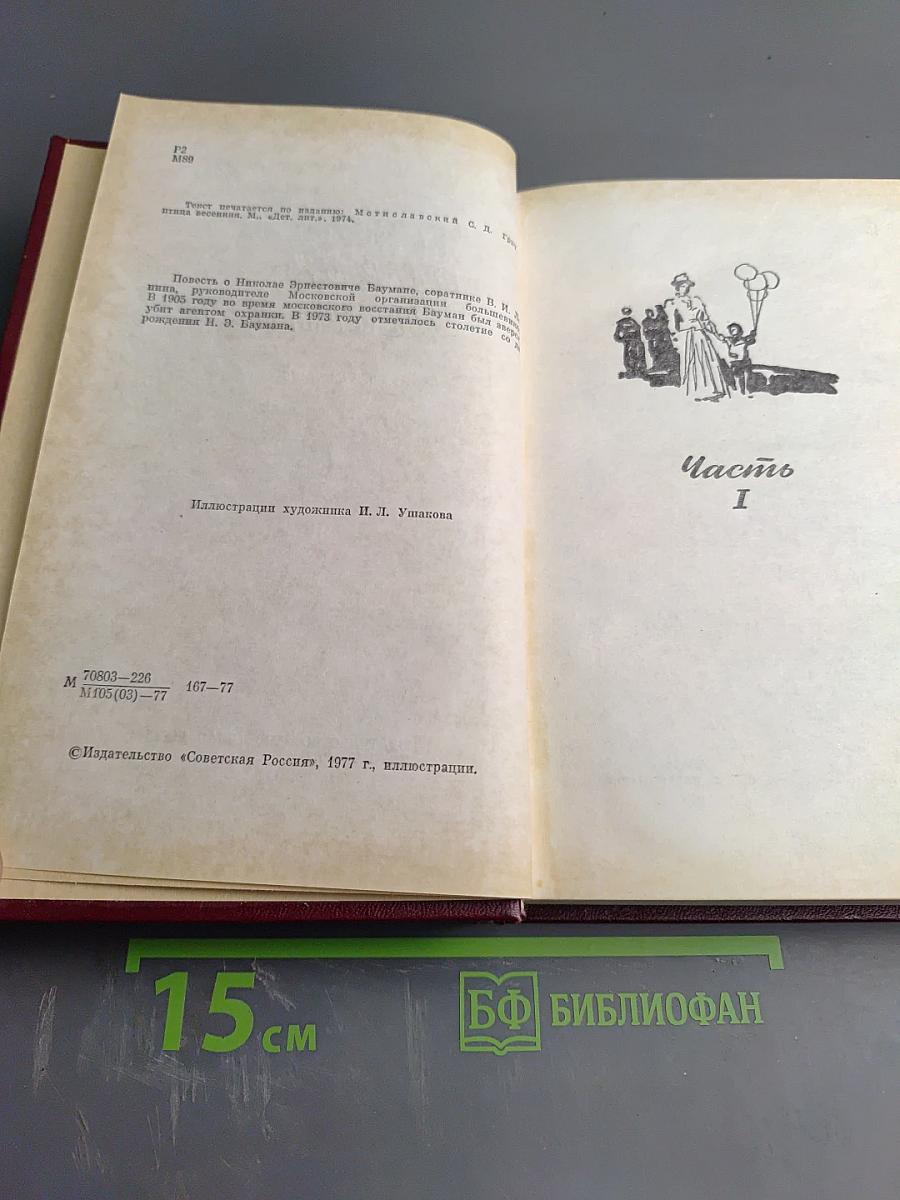 Р2
М89
Текст печатается по изданию: Мстиславский С. Д. Грач
птица весенняя. М., «Дет. лит.», 1974.
Повесть о Николае Эрнестовиче Баумане, соратнике В. И.
нина, руководителе Московской организации
В 1905 году во время московского восстания Бауман был
убит агентом охранки. В 1973 году отмечалось столетие со
рождения Н. Э. Баумана.
Иллюстрации художника И. Л. Ушакова
М 70803—226
М105(03)—77 167—77
©Издательство «Советская Россия», 1977 г., иллюстрации.
Часть
I
15 см
БФ БИБЛИОФАН